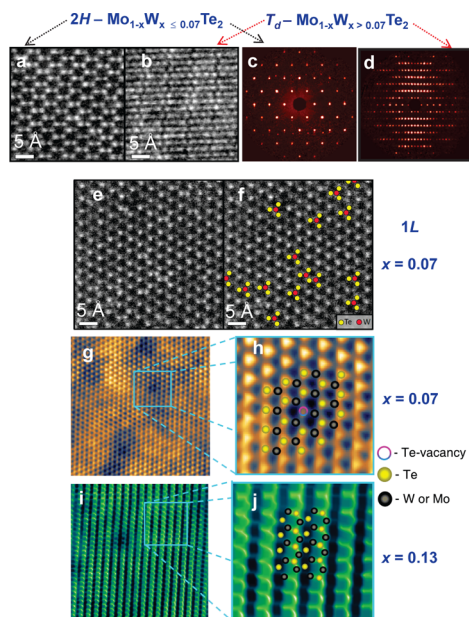 2H – Mo1-xWx ≤ 0.07Te2
Td – Mo1-xWx > 0.07Te2
a
b
c
d
5 Å
5 Å
e
f
1L
x = 0.07
5 Å
5 Å
Te
W
g
h
x = 0.07
- Te-vacancy
- Te
- W or Mo
i
j
x = 0.13